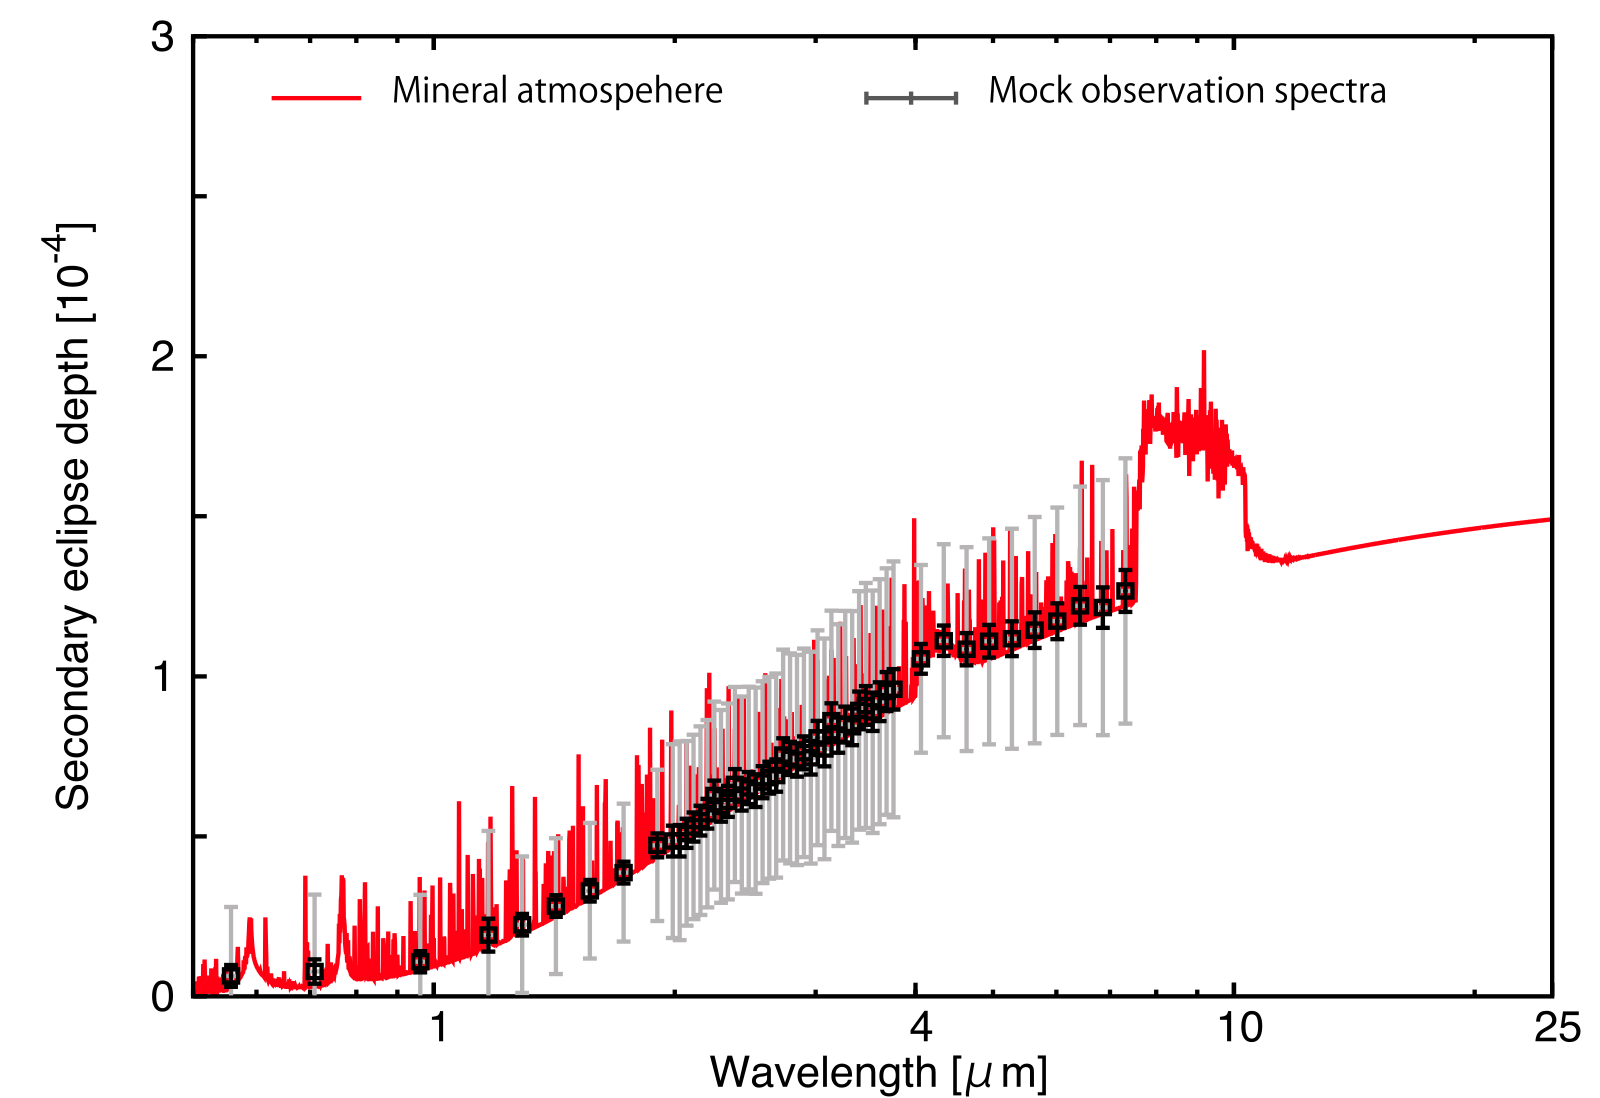 3
Mineral atmospehere
Mock observation spectra
2
1
0
Secondary eclipse depth [10-4]
1
4
10
25
Wavelength [μm]